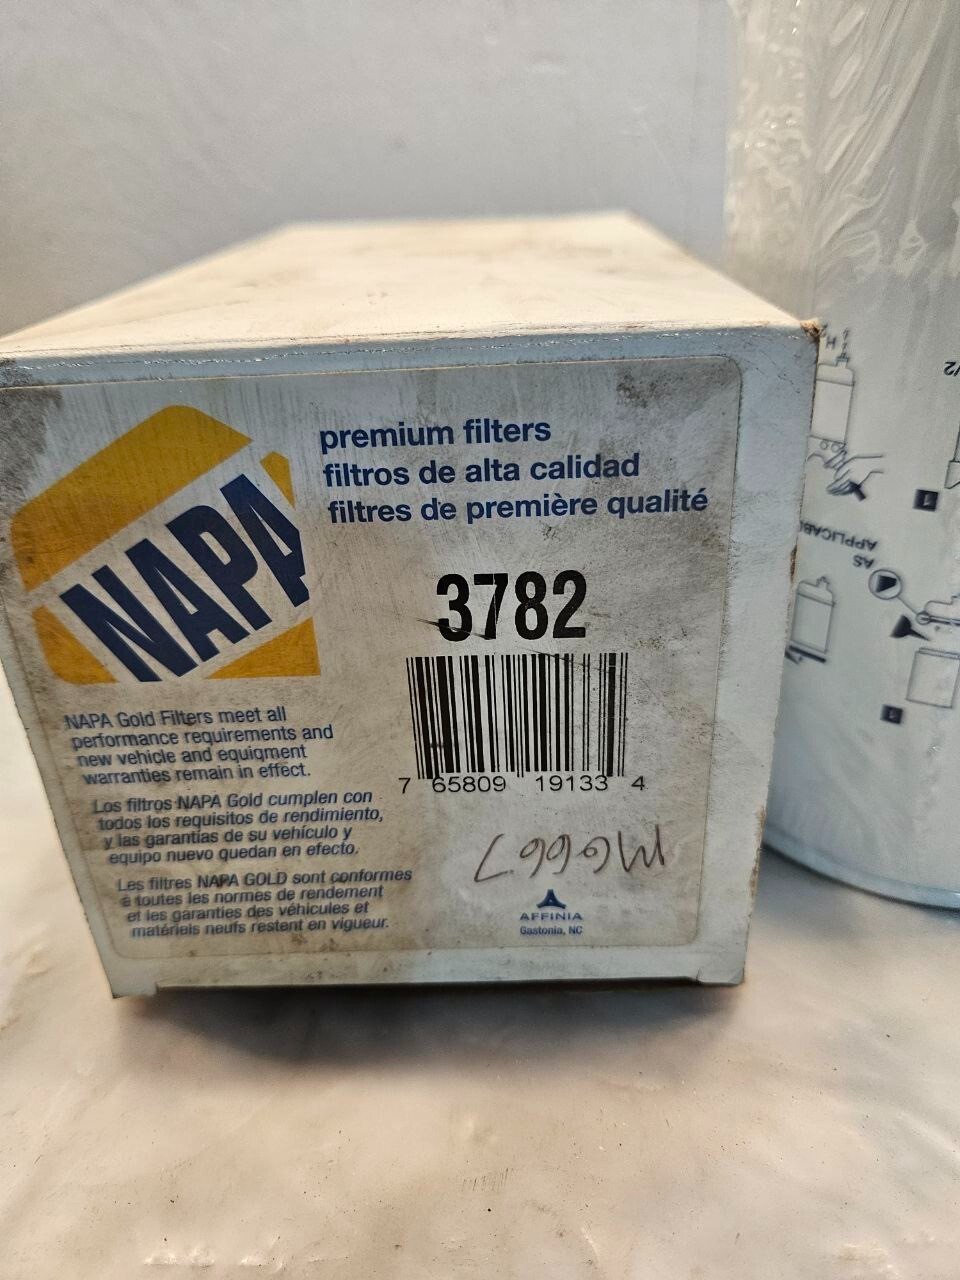 NAPA
premium filters
filtros de alta calidad
filtres de première qualité
3782
7 65809 19133 4
NAPA Gold Filters meet all
performance requirements and
new vehicle and equipment
warranties remain in effect.
Los filtros NAPA Gold cumplen con
todos los requisitos de rendimiento,
y las garantías de su vehículo y
equipo nuevo quedan en efecto.
Les filtres NAPA GOLD sont conformes
à toutes les normes de rendement
et les garanties des véhicules et
matériels neufs restent en vigueur.
AFFINIA
Gastonia, NC
AS
APPLICABLE